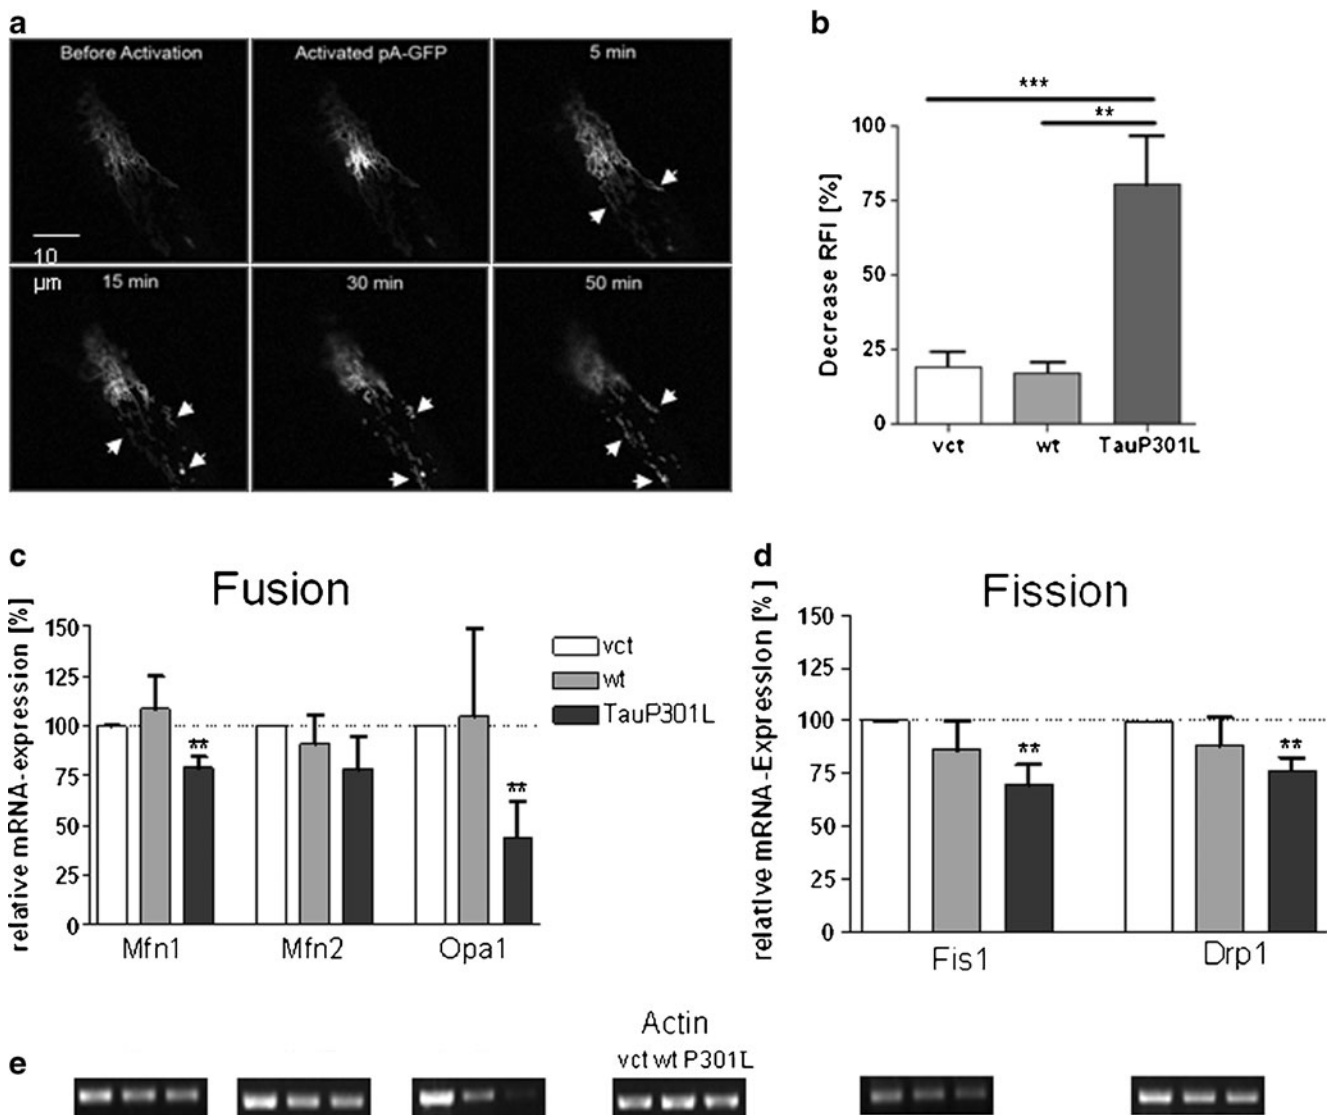 a
Before Activation
Activated pA-GFP
5 min
10
µm
15 min
30 min
50 min
b
***
**
Decrease RFI [%]
100
75
50
25
0
vct
wt
TauP301L
c
Fusion
relative mRNA-expression [%]
150
125
100
75
50
25
0
**
**
Mfn1
Mfn2
Opa1
vct
wt
TauP301L
d
Fission
relative mRNA-Expression [%]
150
125
100
75
50
25
0
**
**
Fis1
Drp1
e
Actin
vct wt P301L